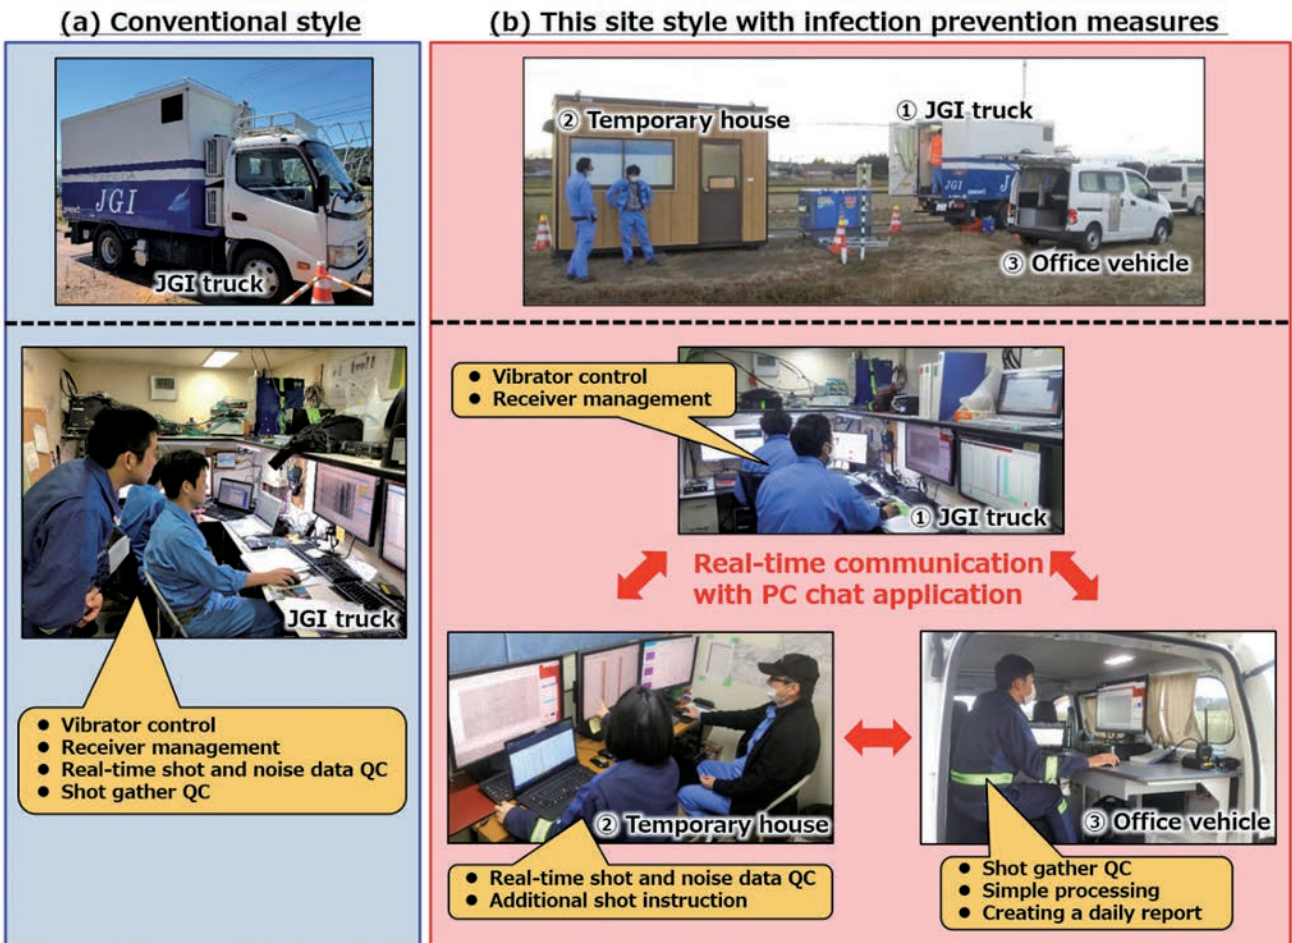 (a) Conventional style
JGI
JGI truck
JGI truck
● Vibrator control
● Receiver management
● Real-time shot and noise data QC
● Shot gather QC
(b) This site style with infection prevention measures
② Temporary house
① JGI truck
JGI
③ Office vehicle
● Vibrator control
● Receiver management
① JGI truck
Real-time communication
with PC chat application
② Temporary house
● Real-time shot and noise data QC
● Additional shot instruction
③ Office vehicle
● Shot gather QC
● Simple processing
● Creating a daily report